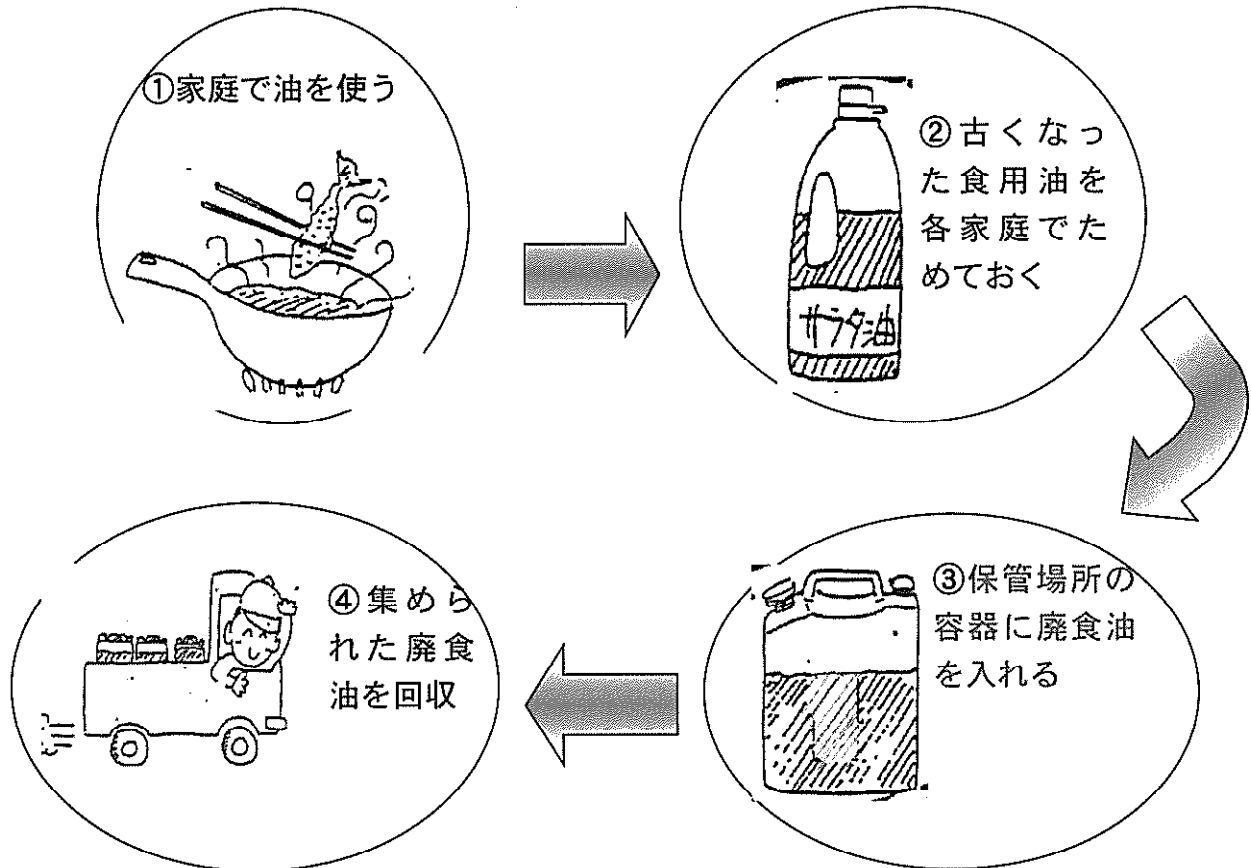 ①家庭で油を使う
②古くなっ
た食用油を
各家庭でた
めておく
サラダ油
③保管場所の
容器に廃食油
を入れる
④集めら
れた廃食
油を回収